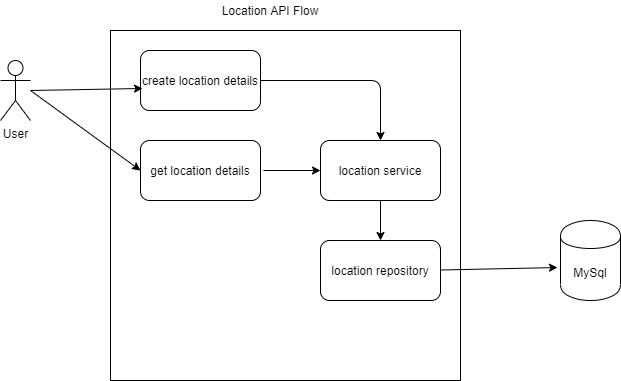 Location API Flow
create location details
User
get location details
location service
location repository
MySql